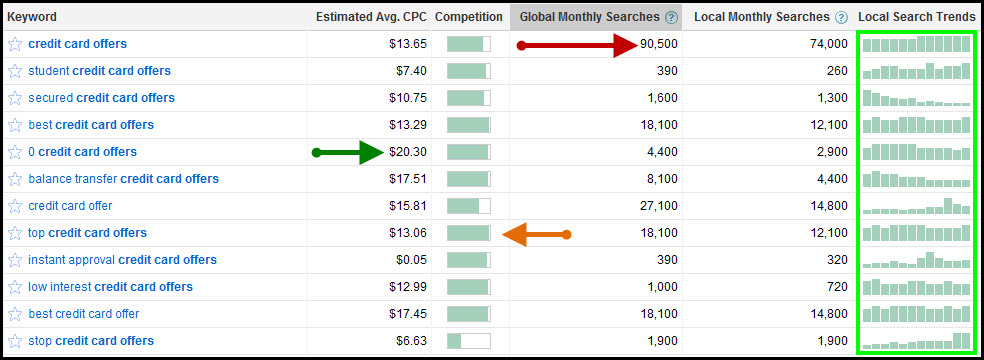 Keyword Estimated Avg. CPC Competition Global Monthly Searches ? Local Monthly Searches ? Local Search Trends
credit card offers $13.65 90,500 74,000
student credit card offers $7.40 390 260
secured credit card offers $10.75 1,600 1,300
best credit card offers $13.29 18,100 12,100
0 credit card offers $20.30 4,400 2,900
balance transfer credit card offers $17.51 8,100 4,400
credit card offer $15.81 27,100 14,800
top credit card offers $13.06 18,100 12,100
instant approval credit card offers $0.05 390 320
low interest credit card offers $12.99 1,000 720
best credit card offer $17.45 18,100 14,800
stop credit card offers $6.63 1,900 1,900